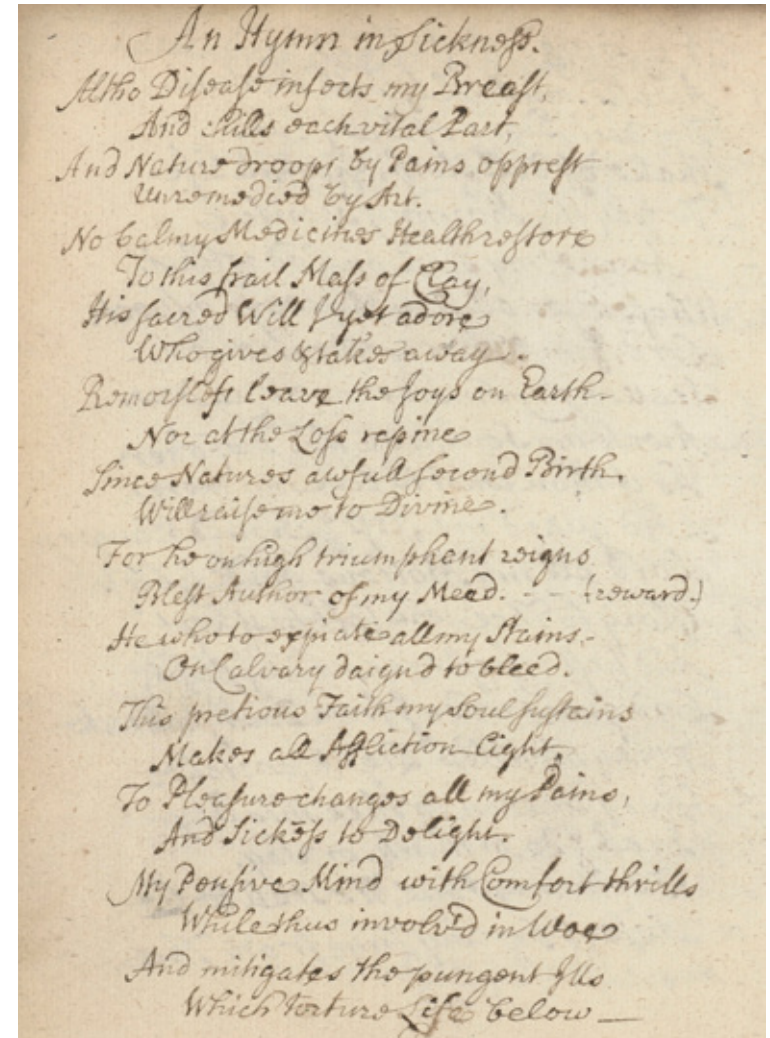 An Hymn in Sickness.
Altho Disease infects my Breast,
And chills each vital Part,
And Nature droops by Pains opprest
Unremedied by Art.
No balmy Medicines Health restore
To this frail Mass of Clay,
His sacred Will I yet adore
Who gives & takes away.
Remorsless leave the Joys on Earth
Nor at the Loss repine
Since Natures awfull second Birth.
Will raise me to Divine.
For he on high triumphant reigns
Blest Author of my Meed. - - (reward.)
He who to expiate all my Stains.
On Calvary daignd to bleed.
This pretious Faith my Soul sustains
Makes all Affliction Light,
To Pleasure changes all my Pains,
And Sickess to Delight.
My Pensive Mind with Comfort thrills
While thus involv'd in Woe
And mitigates the pungent Ills
Which torture Life below —